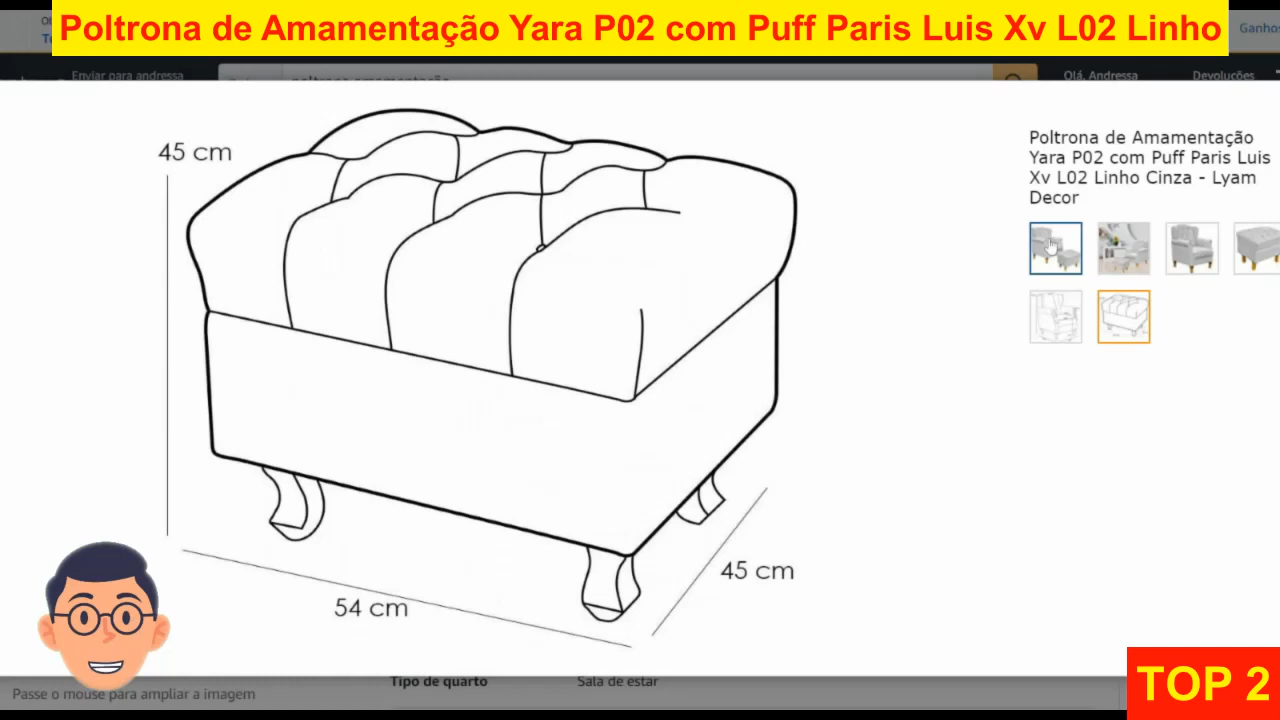 Poltrona de Amamentação Yara P02 com Puff Paris Luis Xv L02 Linho
Ganhos
Enviar para andressa
Olá, Andressa
Devoluções
45 cm
Poltrona de Amamentação
Yara P02 com Puff Paris Luis
Xv L02 Linho Cinza - Lyam
Decor
45 cm
54 cm
Tipo de quarto
Sala de estar
Passe o mouse para ampliar a imagem
TOP 2